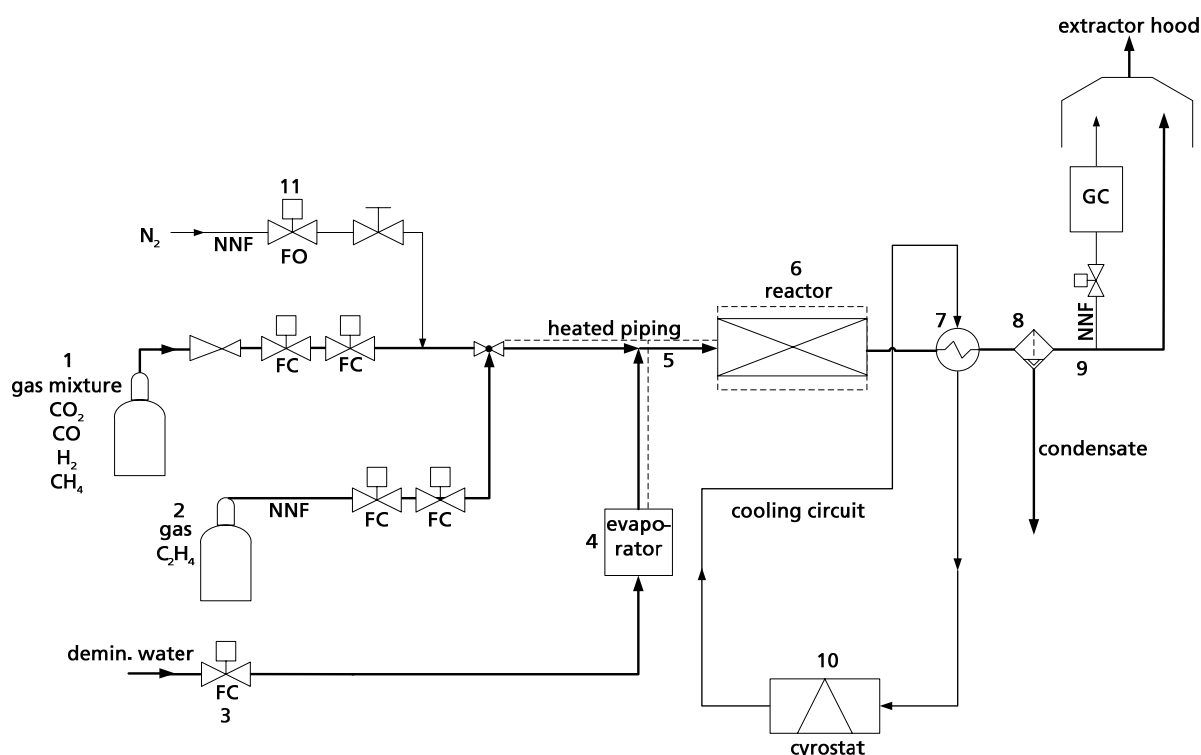 extractor hood
GC
NNF
11
N₂
NNF
FO
6
reactor
7
8
9
heated piping
5
1
gas mixture
CO₂
CO
H₂
CH₄
FC
FC
condensate
2
gas
C₂H₄
NNF
FC
FC
cooling circuit
4
evapo-
rator
demin. water
FC
3
10
cyrostat